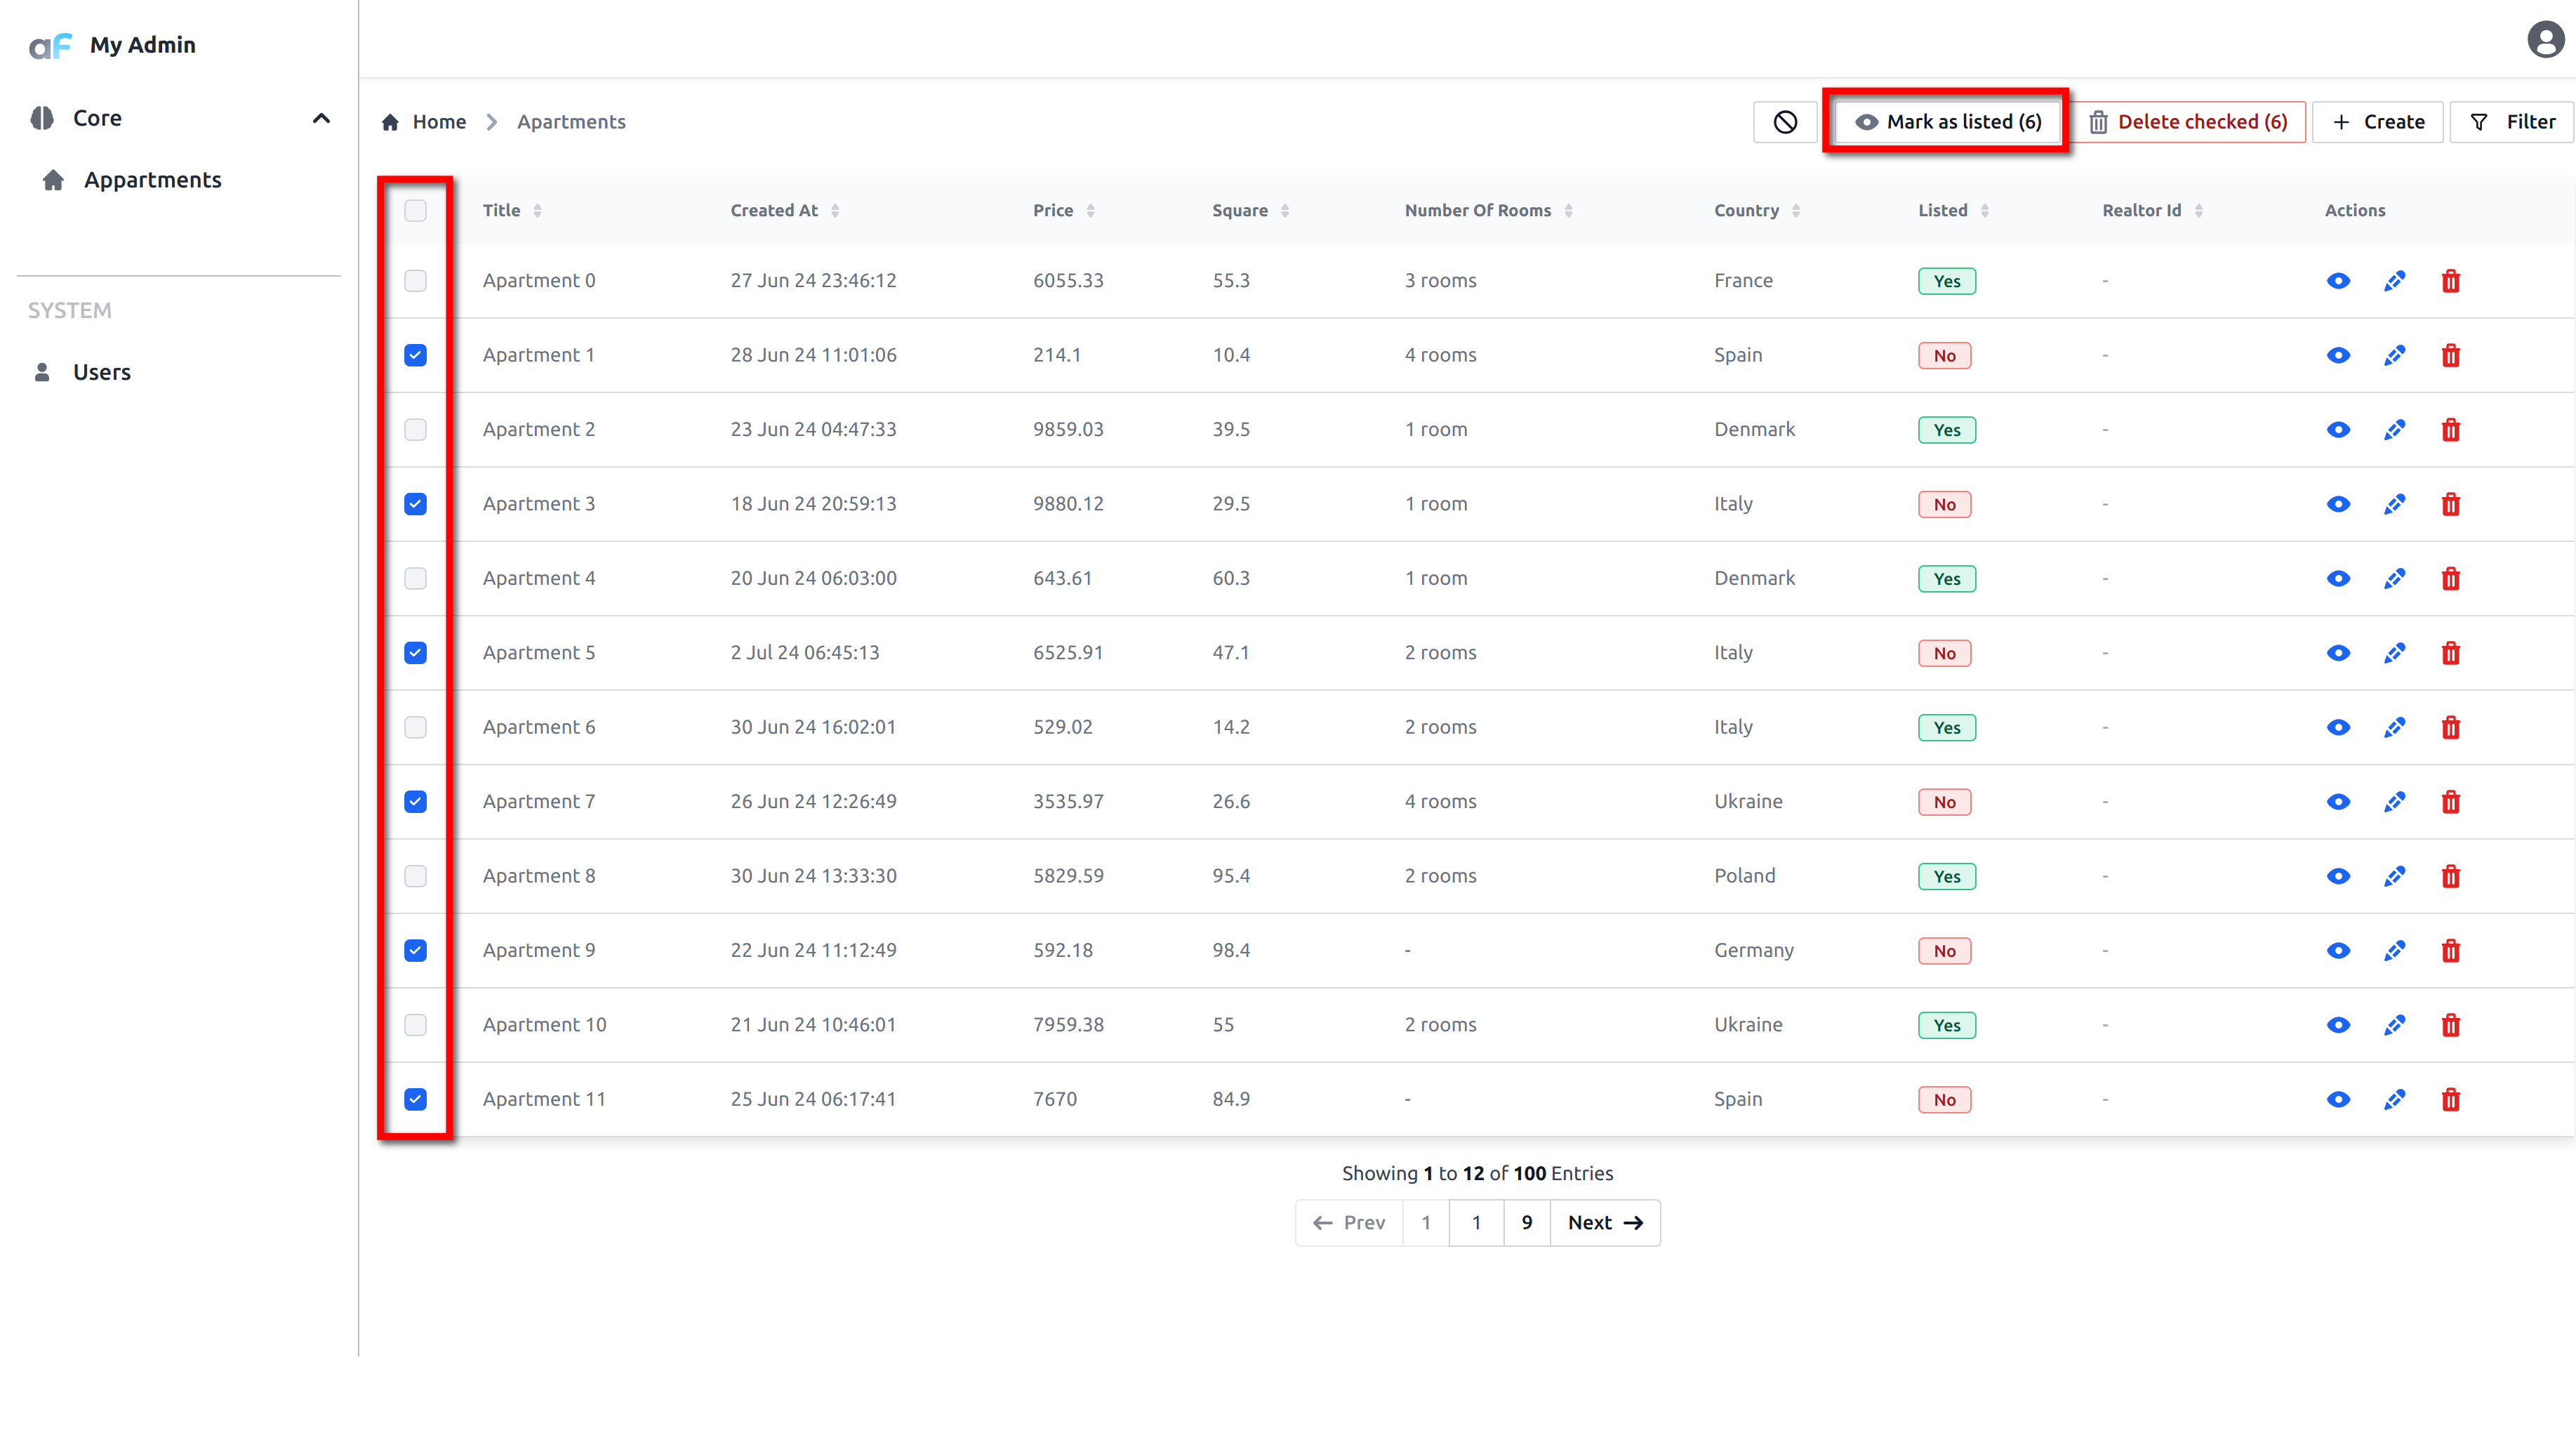 aF My Admin
Core
Appartments
SYSTEM
Users
Home Apartments
Mark as listed (6) Delete checked (6) Create Filter
Title Created At Price Square Number Of Rooms Country Listed Realtor Id Actions
Apartment 0 27 Jun 24 23:46:12 6055.33 55.3 3 rooms France Yes -
Apartment 1 28 Jun 24 11:01:06 214.1 10.4 4 rooms Spain No -
Apartment 2 23 Jun 24 04:47:33 9859.03 39.5 1 room Denmark Yes -
Apartment 3 18 Jun 24 20:59:13 9880.12 29.5 1 room Italy No -
Apartment 4 20 Jun 24 06:03:00 643.61 60.3 1 room Denmark Yes -
Apartment 5 2 Jul 24 06:45:13 6525.91 47.1 2 rooms Italy No -
Apartment 6 30 Jun 24 16:02:01 529.02 14.2 2 rooms Italy Yes -
Apartment 7 26 Jun 24 12:26:49 3535.97 26.6 4 rooms Ukraine No -
Apartment 8 30 Jun 24 13:33:30 5829.59 95.4 2 rooms Poland Yes -
Apartment 9 22 Jun 24 11:12:49 592.18 98.4 - Germany No -
Apartment 10 21 Jun 24 10:46:01 7959.38 55 2 rooms Ukraine Yes -
Apartment 11 25 Jun 24 06:17:41 7670 84.9 - Spain No -
Showing 1 to 12 of 100 Entries
Prev 1 1 9 Next